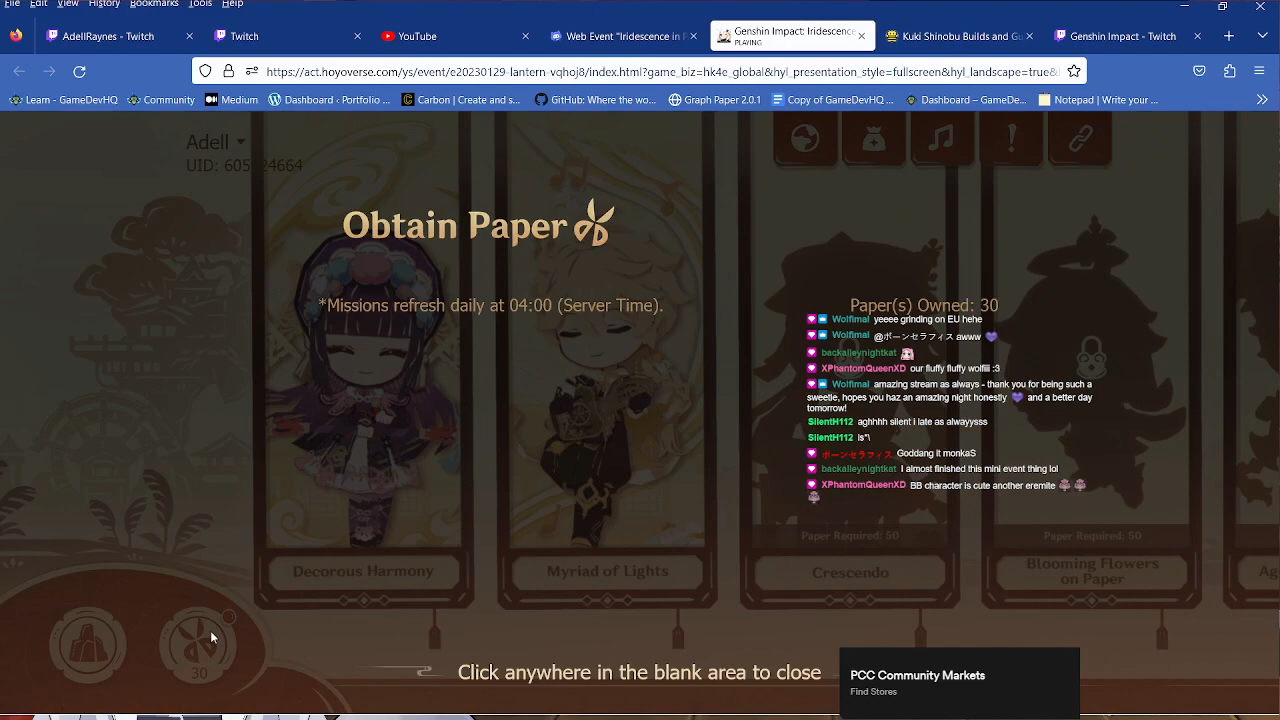 File Edit View History Bookmarks Tools Help
AdellRaynes - Twitch
Twitch
YouTube
Web Event "Iridescence in P
Genshin Impact: Iridescence
PLAYING
Kuki Shinobu Builds and Gu
Genshin Impact - Twitch
https://act.hoyoverse.com/ys/event/e20230129-lantern-vqhoj8/index.html?game_biz=hk4e_global&hyl_presentation_style=fullscreen&hyl_landscape=true&
Learn - GameDevHQ
Community
Medium
Dashboard ‹ Portfolio ...
Carbon | Create and s...
GitHub: Where the wo...
Graph Paper 2.0.1
Copy of GameDevHQ ...
Dashboard – GameDe...
Notepad | Write your ...
Adell
UID: 605 24664
Obtain Paper
*Missions refresh daily at 04:00 (Server Time).
Paper(s) Owned: 30
Wolfimal yeeee grinding on EU hehe
Wolfimal @ボーンセラフィス awww
backalleynightkat
XPhantomQueenXD our fluffy fluffy wolfiii :3
Wolfimal amazing stream as always - thank you for being such a
sweetie, hopes you haz an amazing night honestly and a better day
tomorrow!
SilentH112 aghhhh silent i late as alwayysss
SilentH112 is*\
ボーンセラフィス Goddang it monkaS
backalleynightkat I almost finished this mini event thing lol
XPhantomQueenXD BB character is cute another eremite
Paper Required: 50
Paper Required: 50
Decorous Harmony
Myriad of Lights
Crescendo
Blooming Flowers
on Paper
Ag
30
Click anywhere in the blank area to close
PCC Community Markets
Find Stores